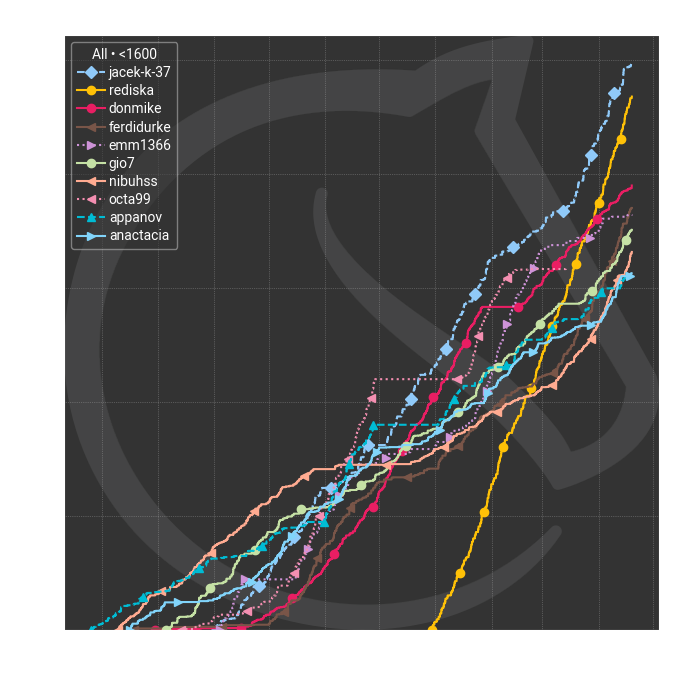 All • <1600
jacek-k-37
rediska
donmike
ferdidurke
emm1366
gio7
nibuhss
octa99
appanov
anactacia